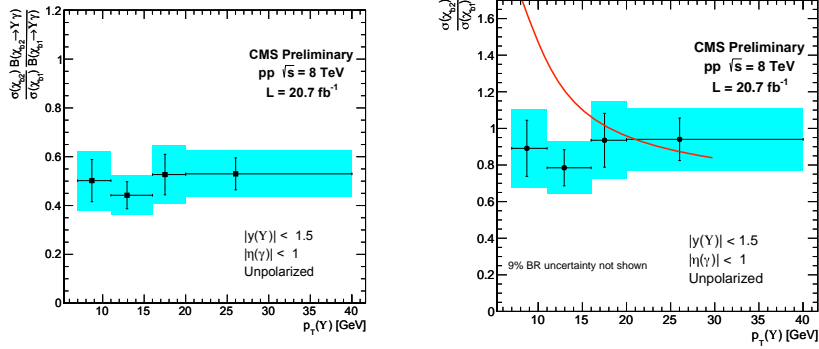 σ(χb2) B(χb2→Υγ)
σ(χb1) B(χb1→Υγ)
1.2
1
0.8
0.6
0.4
0.2
0
CMS Preliminary
pp √s = 8 TeV
L = 20.7 fb-1
|y(Υ)| < 1.5
|η(γ)| < 1
Unpolarized
10 15 20 25 30 35 40
pT(Υ) [GeV]
σ(χb2)
σ(χb1)
1.6
1.4
1.2
1
0.8
0.6
0.4
0.2
0
CMS Preliminary
pp √s = 8 TeV
L = 20.7 fb-1
|y(Υ)| < 1.5
|η(γ)| < 1
9% BR uncertainty not shown
Unpolarized
10 15 20 25 30 35 40
pT(Υ) [GeV]